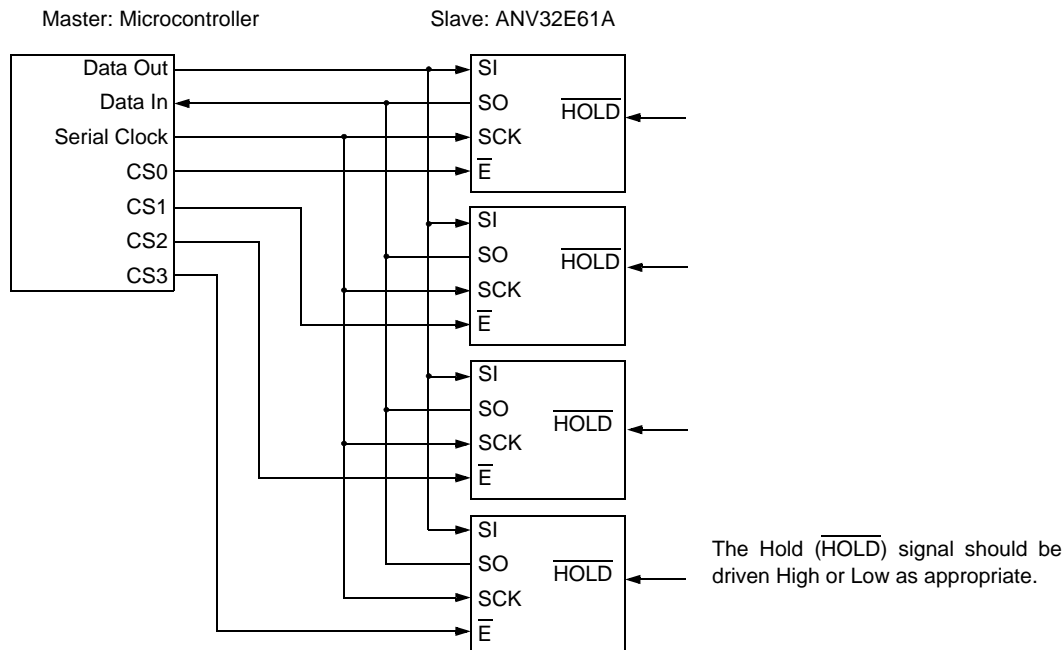 Master: Microcontroller
Slave: ANV32E61A
Data Out
Data In
Serial Clock
CS0
CS1
CS2
CS3
SI
SO
SCK
E
HOLD
SI
SO
SCK
E
HOLD
SI
SO
SCK
E
HOLD
SI
SO
SCK
E
HOLD
The Hold (HOLD) signal should be
driven High or Low as appropriate.